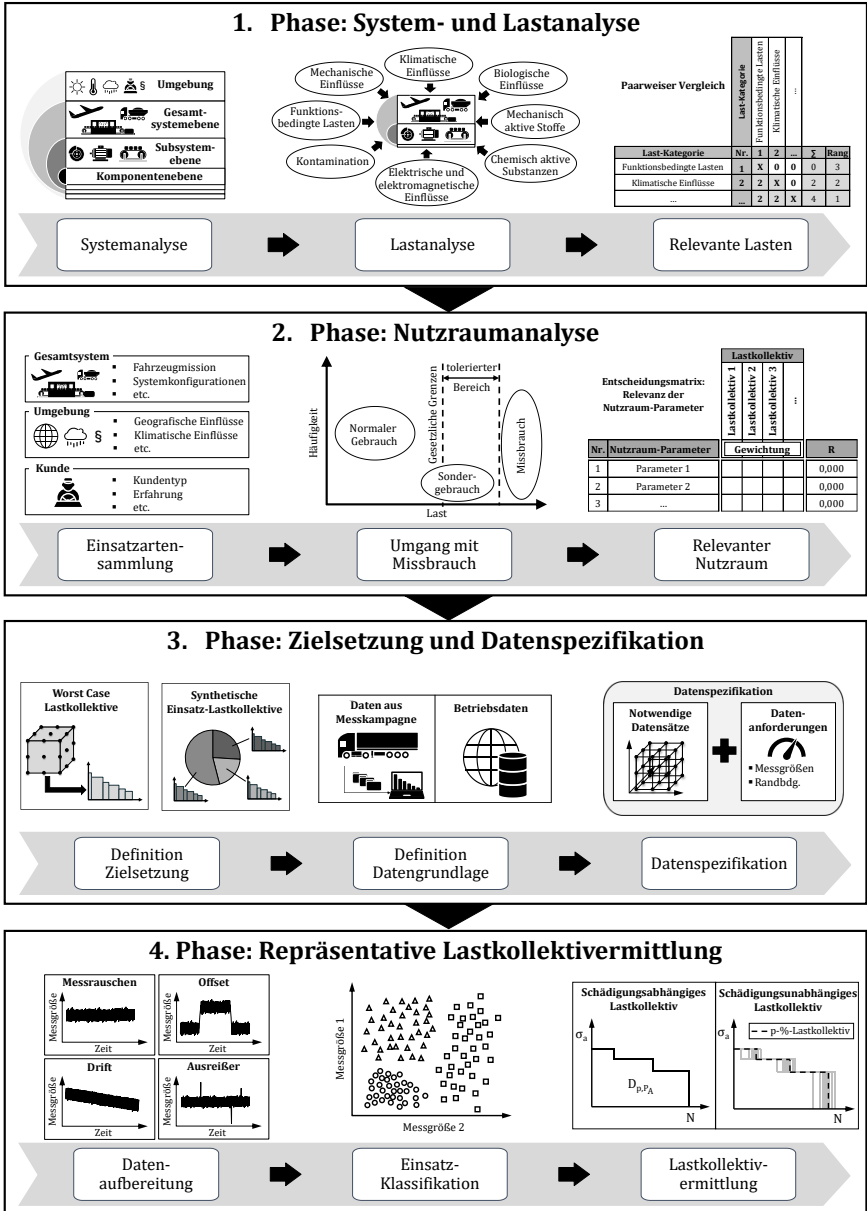 1. Phase: System- und Lastanalyse
§ Umgebung
Gesamt-
systemebene
Subsystem-
ebene
Komponentenebene
Mechanische
Einflüsse
Klimatische
Einflüsse
Biologische
Einflüsse
Funktions-
bedingte Lasten
Mechanisch
aktive Stoffe
Kontamination
Elektrische und
elektromagnetische
Einflüsse
Chemisch aktive
Substanzen
Paarweiser Vergleich
Last-Kategorie
Funktionsbedingte Lasten
Klimatische Einflüsse
...
Last-Kategorie Nr. 1 2 ... Σ Rang
Funktionsbedingte Lasten 1 X 0 0 0 3
Klimatische Einflüsse 2 2 X 0 2 2
... ... 2 2 X 4 1
Systemanalyse
Lastanalyse
Relevante Lasten
2. Phase: Nutzraumanalyse
Gesamtsystem
▪ Fahrzeugmission
▪ Systemkonfigurationen
▪ etc.
Umgebung
§
▪ Geografische Einflüsse
▪ Klimatische Einflüsse
▪ etc.
Kunde
▪ Kundentyp
▪ Erfahrung
▪ etc.
Häufigkeit
Normaler
Gebrauch
Gesetzliche Grenzen
tolerierter
Bereich
Sonder-
gebrauch
Missbrauch
Last
Entscheidungsmatrix:
Relevanz der
Nutzraum-Parameter
Lastkollektiv
Lastkollektiv 1
Lastkollektiv 2
Lastkollektiv 3
...
Nr. Nutzraum-Parameter Gewichtung R
1 Parameter 1 0,000
2 Parameter 2 0,000
3 ... 0,000
Einsatzarten-
sammlung
Umgang mit
Missbrauch
Relevanter
Nutzraum
3. Phase: Zielsetzung und Datenspezifikation
Worst Case
Lastkollektive
Synthetische
Einsatz-Lastkollektive
Daten aus
Messkampagne
Betriebsdaten
Datenspezifikation
Notwendige
Datensätze
Daten-
anforderungen
▪ Messgrößen
▪ Randbdg.
Definition
Zielsetzung
Definition
Datengrundlage
Datenspezifikation
4. Phase: Repräsentative Lastkollektivermittlung
Messrauschen
Messgröße
Zeit
Offset
Messgröße
Zeit
Drift
Messgröße
Zeit
Ausreißer
Messgröße
Zeit
Messgröße 1
Messgröße 2
Schädigungsabhängiges
Lastkollektiv
σa
Dp,PA
N
Schädigungsunabhängiges
Lastkollektiv
σa
p-%-Lastkollektiv
N
Daten-
aufbereitung
Einsatz-
Klassifikation
Lastkollektiv-
ermittlung